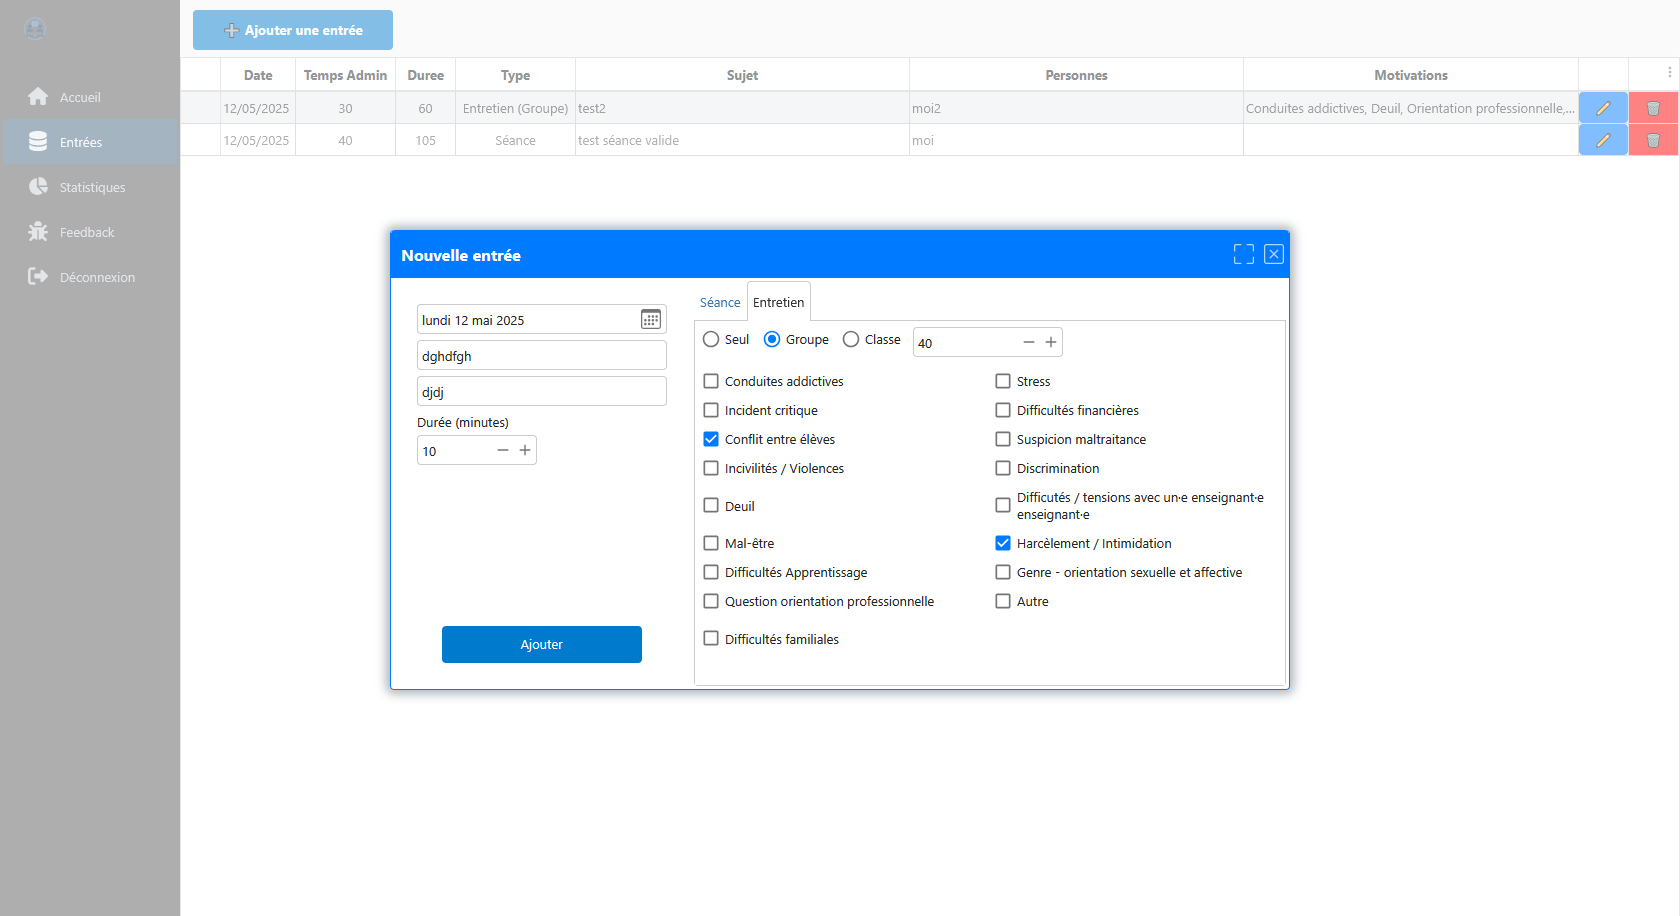 Ajouter une entrée
Accueil
Entrées
Statistiques
Feedback
Déconnexion
Date Temps Admin Duree Type Sujet Personnes Motivations
12/05/2025 30 60 Entretien (Groupe) test2 moi2 Conduites addictives, Deuil, Orientation professionnelle,...
12/05/2025 40 105 Séance test séance valide moi
Nouvelle entrée
lundi 12 mai 2025
dghdfgh
djdj
Durée (minutes)
10
Ajouter
Séance Entretien
Seul Groupe Classe 40
Conduites addictives
Incident critique
Conflit entre élèves
Incivilités / Violences
Deuil
Mal-être
Difficultés Apprentissage
Question orientation professionnelle
Difficultés familiales
Stress
Difficultés financières
Suspicion maltraitance
Discrimination
Difficutés / tensions avec un·e enseignant·e
enseignant·e
Harcèlement / Intimidation
Genre - orientation sexuelle et affective
Autre